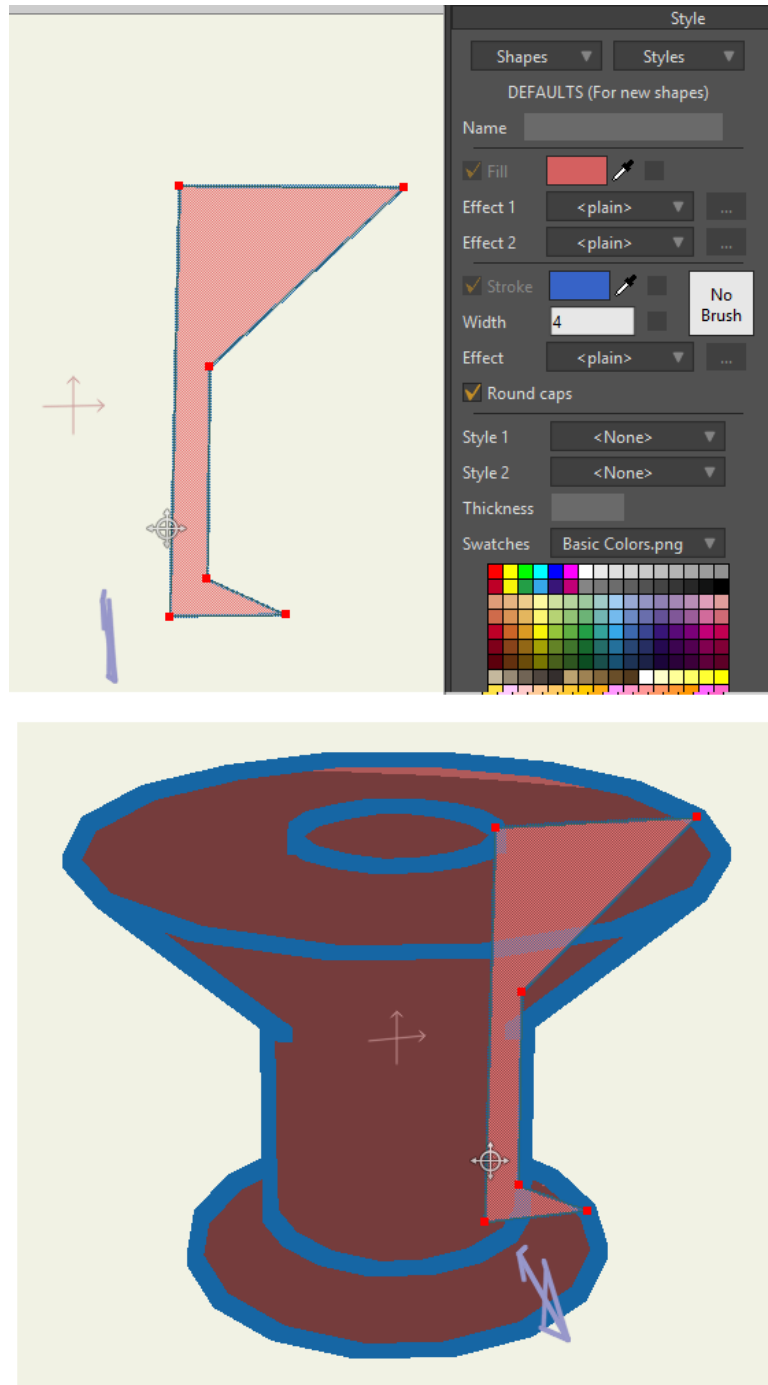 Style
Shapes Styles
DEFAULTS (For new shapes)
Name
Fill
Effect 1 <plain> ...
Effect 2 <plain> ...
Stroke
No
Brush
Width 4
Effect <plain> ...
Round caps
Style 1 <None>
Style 2 <None>
Thickness
Swatches Basic Colors.png